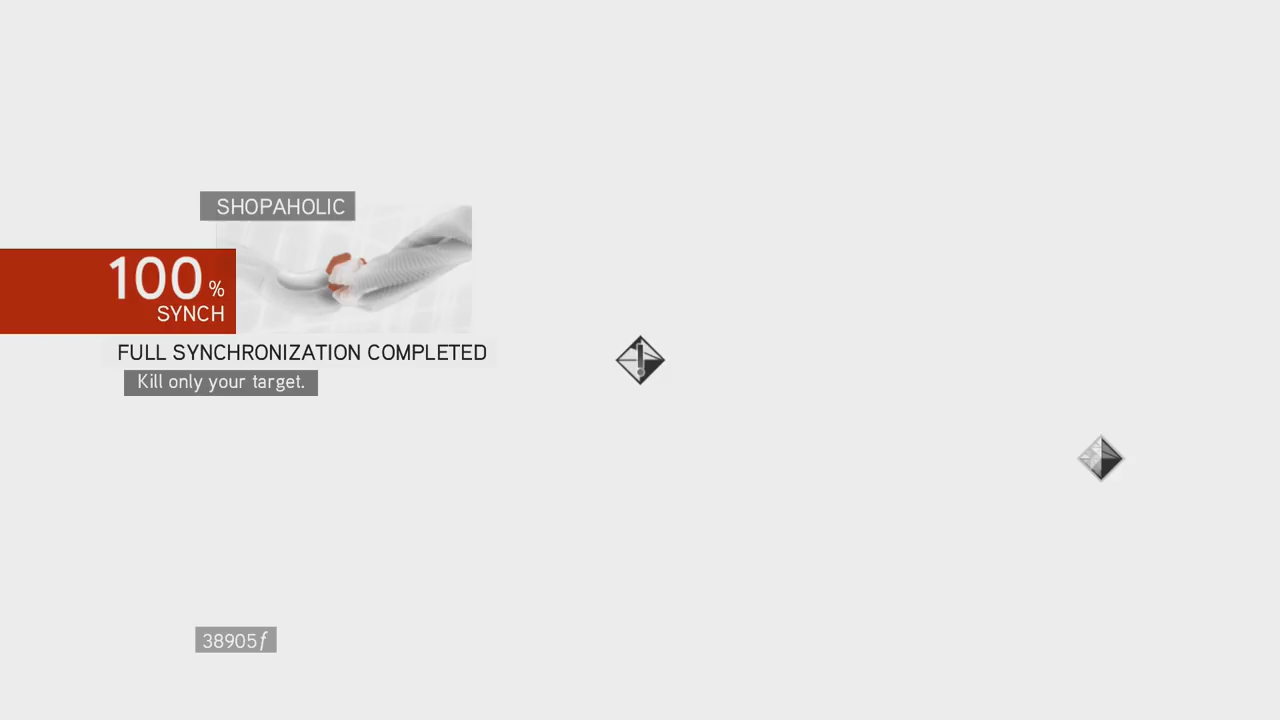 SHOPAHOLIC
100 %
SYNCH
FULL SYNCHRONIZATION COMPLETED
Kill only your target.
38905ƒ